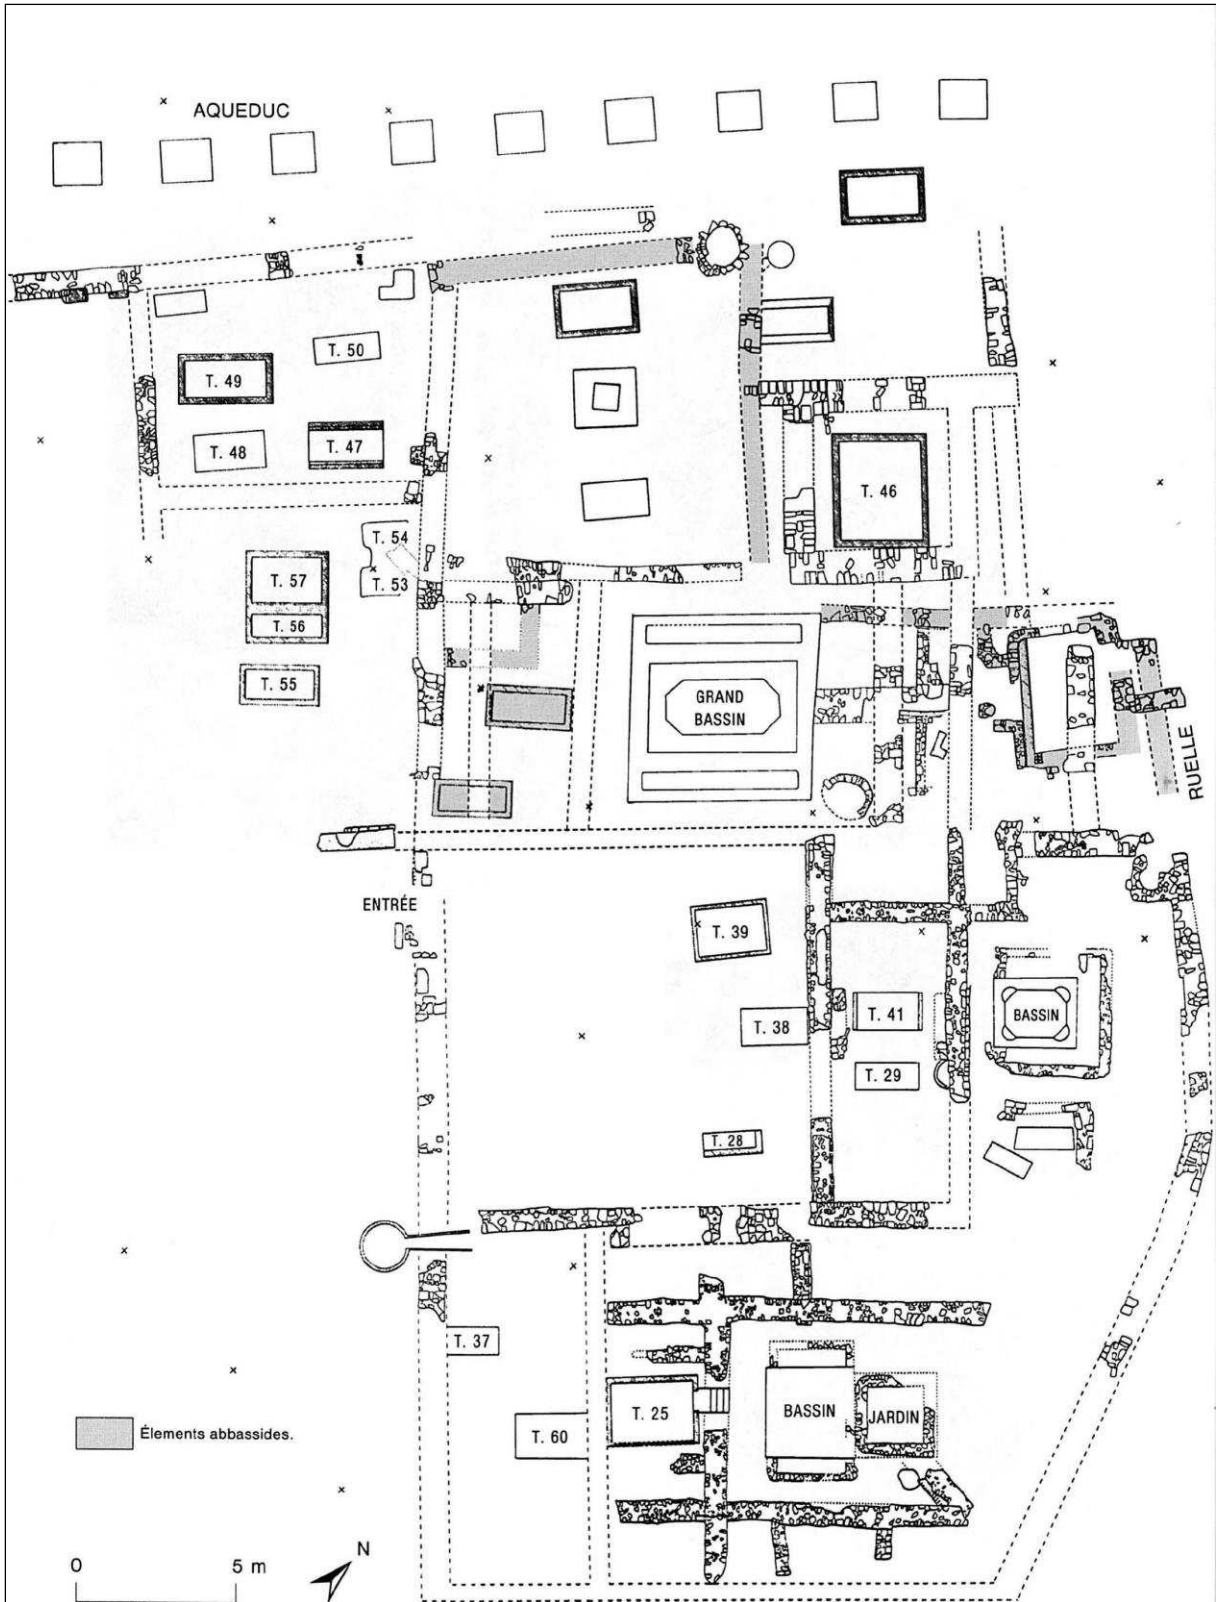 AQUEDUC
T. 50
T. 49
T. 48
T. 47
T. 46
T. 54
T. 53
T. 57
T. 56
T. 55
GRAND
BASSIN
RUELLE
ENTRÉE
T. 39
T. 38
T. 41
T. 29
BASSIN
T. 28
T. 37
T. 25
T. 60
BASSIN
JARDIN
Élements abbassides.
0 5 m
N